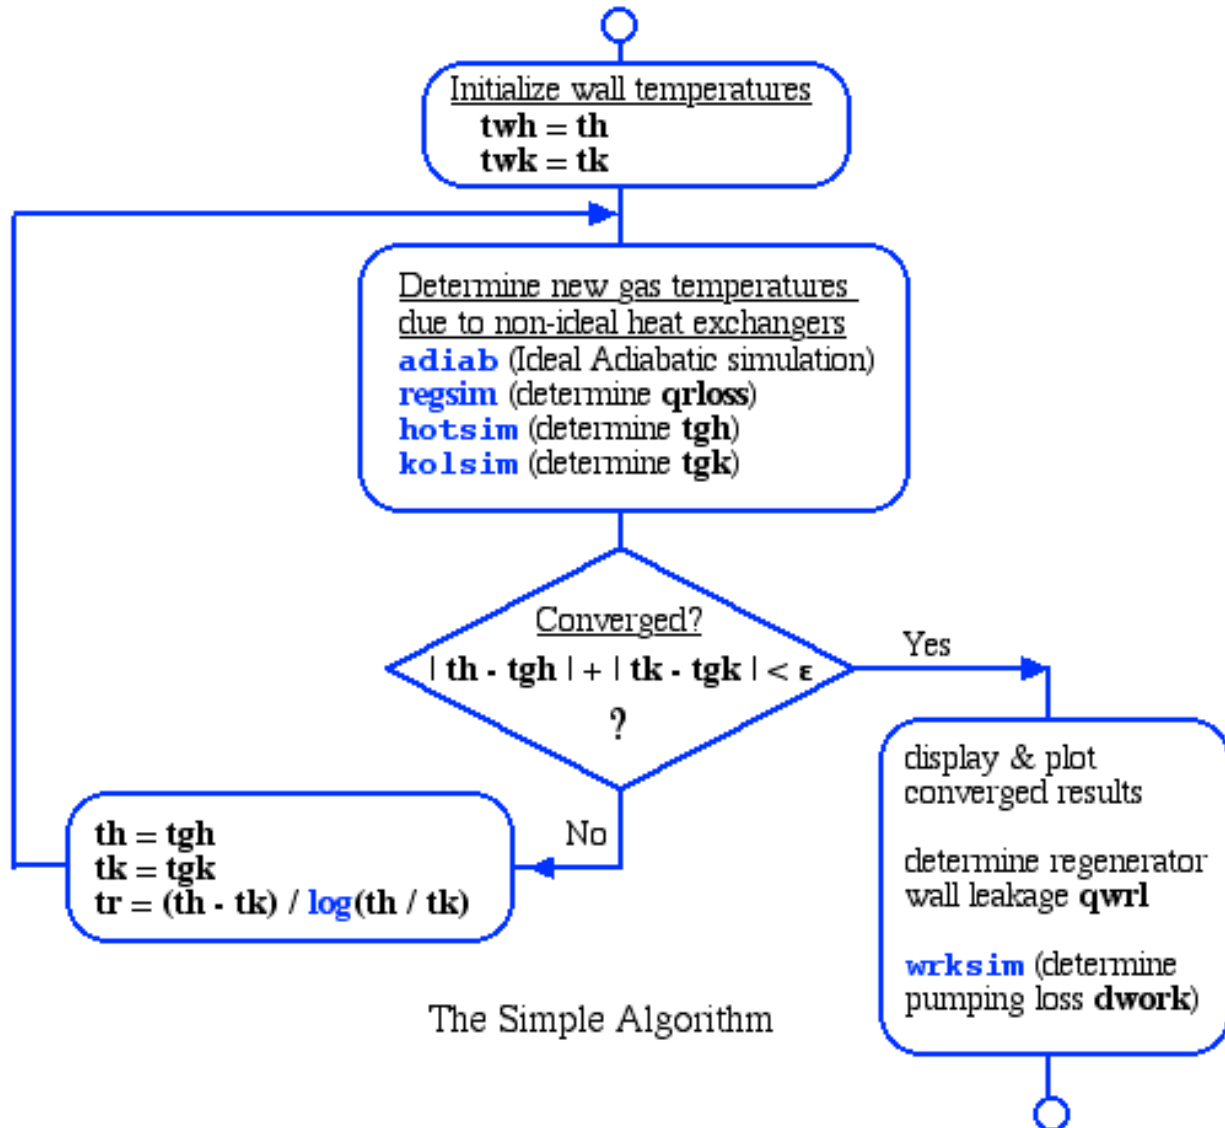 Initialize wall temperatures
twh = th
twk = tk
Determine new gas temperatures
due to non-ideal heat exchangers
adiab (Ideal Adiabatic simulation)
regsim (determine qrloss)
hotsim (determine tgh)
kolsim (determine tgk)
Converged?
| th - tgh | + | tk - tgk | < ε
?
Yes
No
th = tgh
tk = tgk
tr = (th - tk) / log(th / tk)
display & plot
converged results
determine regenerator
wall leakage qwrl
wrksim (determine
pumping loss dwork)
The Simple Algorithm